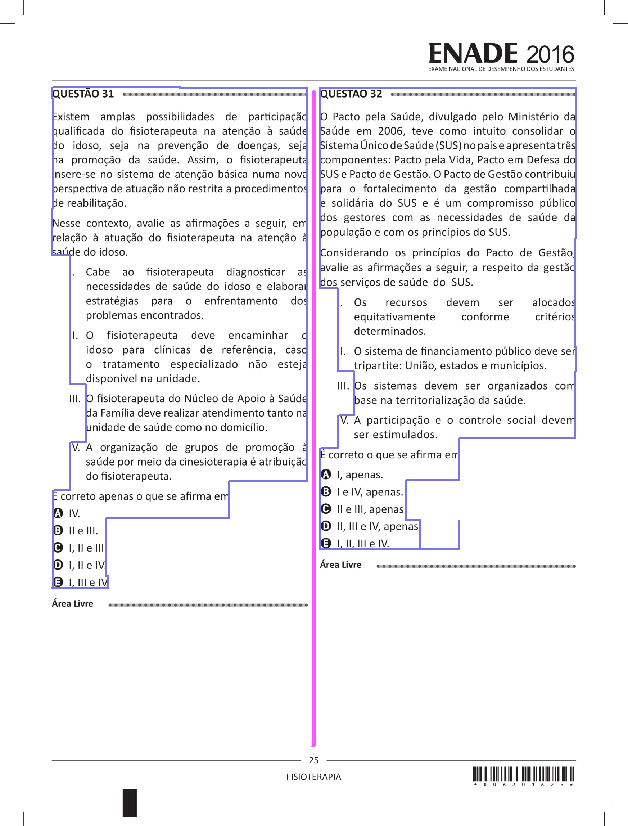 ENADE 2016
EXAME NACIONAL DE DESEMPENHO DOS ESTUDANTES
QUESTÃO 31
Existem amplas possibilidades de participação
qualificada do fisioterapeuta na atenção à saúde
do idoso, seja na prevenção de doenças, seja
na promoção da saúde. Assim, o fisioterapeuta
insere-se no sistema de atenção básica numa nova
perspectiva de atuação não restrita a procedimentos
de reabilitação.
Nesse contexto, avalie as afirmações a seguir, em
relação à atuação do fisioterapeuta na atenção à
saúde do idoso.
I. Cabe ao fisioterapeuta diagnosticar as
necessidades de saúde do idoso e elaborar
estratégias para o enfrentamento dos
problemas encontrados.
II. O fisioterapeuta deve encaminhar o
idoso para clínicas de referência, caso
o tratamento especializado não esteja
disponível na unidade.
III. O fisioterapeuta do Núcleo de Apoio à Saúde
da Família deve realizar atendimento tanto na
unidade de saúde como no domicílio.
IV. A organização de grupos de promoção à
saúde por meio da cinesioterapia é atribuição
do fisioterapeuta.
É correto apenas o que se afirma em
A IV.
B II e III.
C I, II e III.
D I, II e IV.
E I, III e IV.
Área Livre
QUESTÃO 32
O Pacto pela Saúde, divulgado pelo Ministério da
Saúde em 2006, teve como intuito consolidar o
Sistema Único de Saúde (SUS) no país e apresenta três
componentes: Pacto pela Vida, Pacto em Defesa do
SUS e Pacto de Gestão. O Pacto de Gestão contribuiu
para o fortalecimento da gestão compartilhada
e solidária do SUS e é um compromisso público
dos gestores com as necessidades de saúde da
população e com os princípios do SUS.
Considerando os princípios do Pacto de Gestão,
avalie as afirmações a seguir, a respeito da gestão
dos serviços de saúde do SUS.
I. Os recursos devem ser alocados
equitativamente conforme critérios
determinados.
II. O sistema de financiamento público deve ser
tripartite: União, estados e municípios.
III. Os sistemas devem ser organizados com
base na territorialização da saúde.
IV. A participação e o controle social devem
ser estimulados.
É correto o que se afirma em
A I, apenas.
B I e IV, apenas.
C II e III, apenas.
D II, III e IV, apenas.
E I, II, III e IV.
Área Livre
25
FISIOTERAPIA